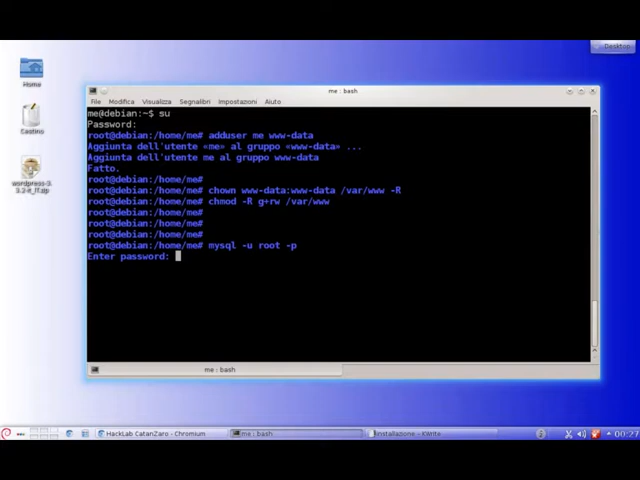 Desktop
Home
Cestino
wordpress-3.
3.2-it_IT.zip
me : bash
File Modifica Visualizza Segnalibri Impostazioni Aiuto
me@debian:~$ su
Password:
root@debian:/home/me# adduser me www-data
Aggiunta dell'utente «me» al gruppo «www-data» ...
Aggiunta dell'utente me al gruppo www-data
Fatto.
root@debian:/home/me#
root@debian:/home/me# chown www-data:www-data /var/www -R
root@debian:/home/me# chmod -R g+rw /var/www
root@debian:/home/me#
root@debian:/home/me#
root@debian:/home/me#
root@debian:/home/me# mysql -u root -p
Enter password:
me : bash
HackLab CatanZaro - Chromium
me : bash
installazione - KWrite
00:27